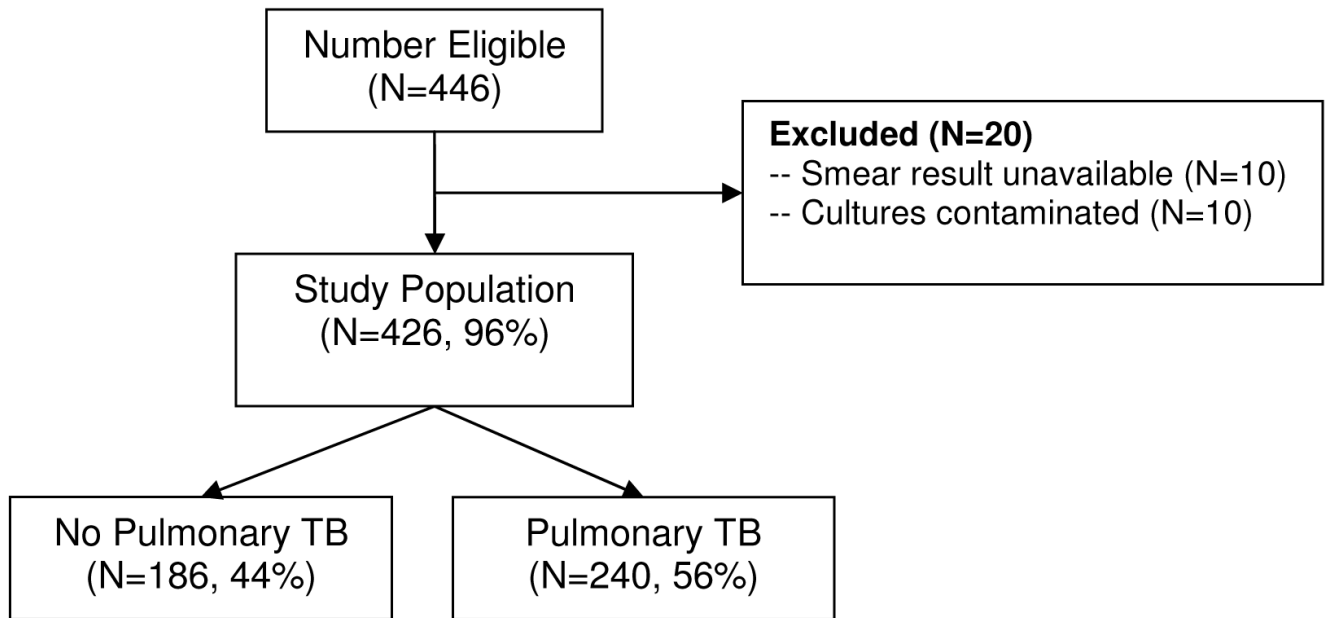 Number Eligible
(N=446)
Excluded (N=20)
-- Smear result unavailable (N=10)
-- Cultures contaminated (N=10)
Study Population
(N=426, 96%)
No Pulmonary TB
(N=186, 44%)
Pulmonary TB
(N=240, 56%)